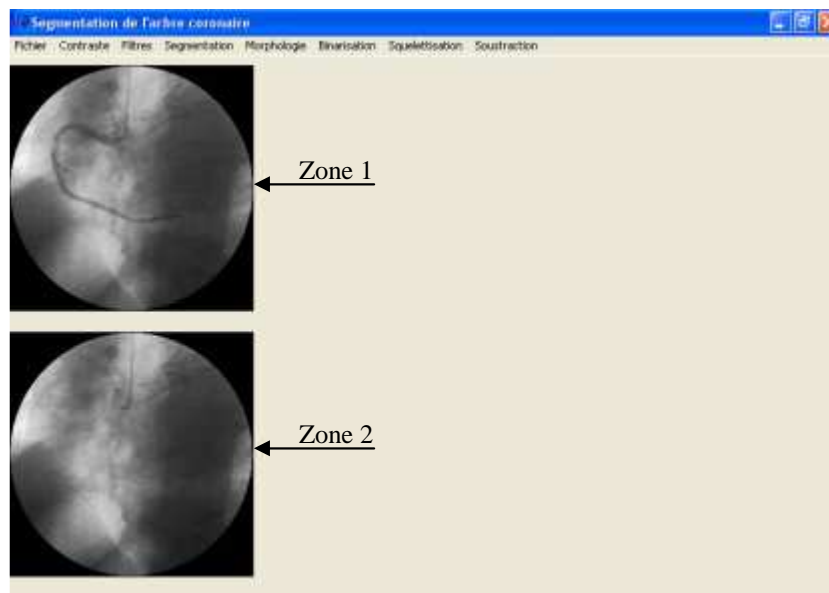 Segmentation de l'arbre coronaire
Fichier Contraste Filtres Segmentation Morphologie Binarisation Squelettisation Soustraction
Zone 1
Zone 2